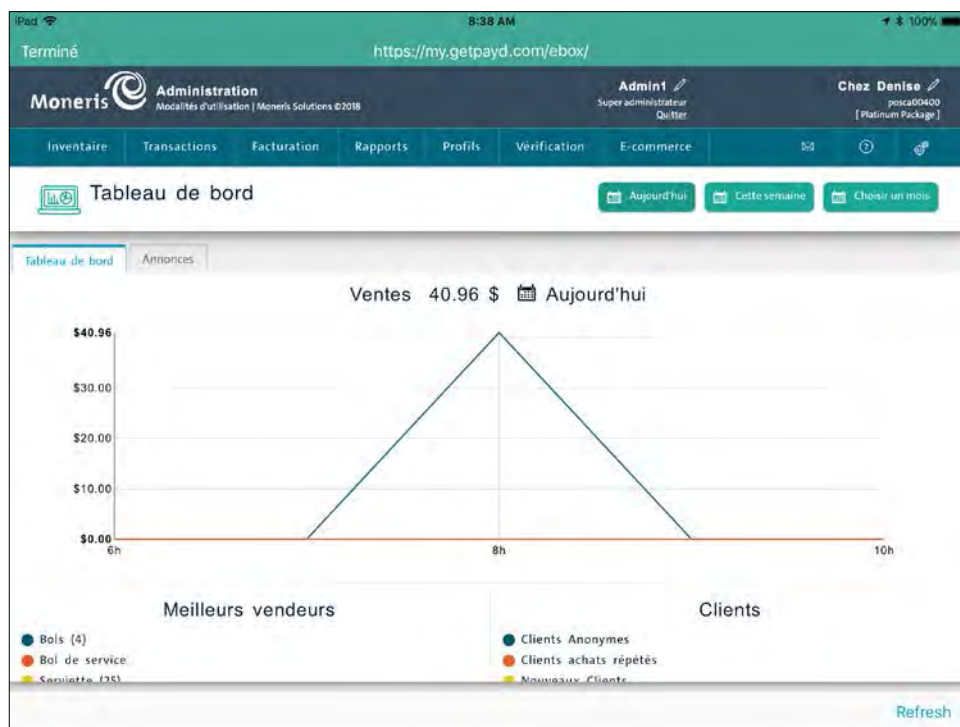 iPad 8:38 AM 100%
Terminé https://my.getpayd.com/ebox/
Moneris Administration Admin1 Chez Denise
Modalités d'utilisation | Moneris Solutions ©2018 Super administrateur posca00400
Quitter [ Platinum Package ]
Inventaire Transactions Facturation Rapports Profils Vérification E-commerce
Tableau de bord Aujourd'hui Cette semaine Choisir un mois
Tableau de bord Annonces
Ventes 40.96 $ Aujourd'hui
$40.96
$30.00
$20.00
$10.00
$0.00
6h 8h 10h
Meilleurs vendeurs Clients
Bols (4) Clients Anonymes
Bol de service Clients achats répétés
Serviette (25) Nouveaux Clients
Refresh